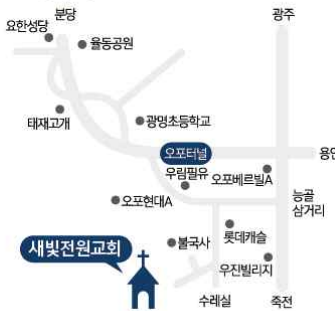 분당
광주
요한성당
율동공원
태재고개
광명초등학교
오포터널
용인
우림필유
오포베르빌A
능골
삼거리
오포현대A
롯데캐슬
불국사
새빛전원교회
우진빌리지
수레실
죽전